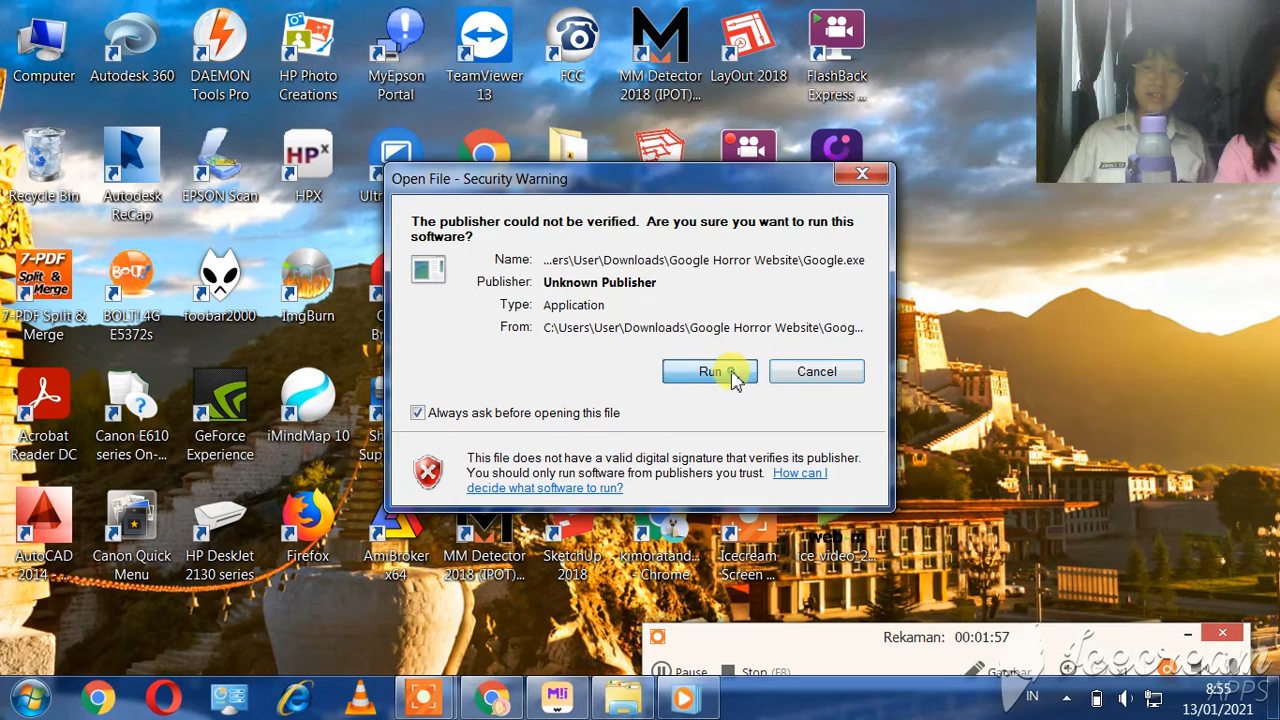 Computer
Autodesk 360
DAEMON
Tools Pro
HP Photo
Creations
MyEpson
Portal
TeamViewer
13
FCC
MM Detector
2018 (IPOT)...
LayOut 2018
FlashBack
Express ...
Recycle Bin
Autodesk
ReCap
EPSON Scan
HPX
Open File - Security Warning
The publisher could not be verified. Are you sure you want to run this
software?
Name: ...ers\User\Downloads\Google Horror Website\Google.exe
Publisher: Unknown Publisher
Type: Application
From: C:\Users\User\Downloads\Google Horror Website\Goog...
Run
Cancel
Always ask before opening this file
This file does not have a valid digital signature that verifies its publisher.
You should only run software from publishers you trust. How can I
decide what software to run?
7-PDF
Split &
Merge
7-PDF Split &
Merge
BOLT
BOLT! 4G
E5372s
foobar2000
ImgBurn
Acrobat
Reader DC
Canon E610
series On-...
GeForce
Experience
iMindMap 10
AutoCAD
2014 - ...
Canon Quick
Menu
HP DeskJet
2130 series
Firefox
AmiBroker
x64
MM Detector
2018 (IPOT)...
SketchUp
2018
kimoratand...
- Chrome
Icecream
Screen ...
ice_video_2...
Rekaman: 00:01:57
Pause
Stop (F8)
Gambar
Icecream
APPS
IN
8:55
13/01/2021